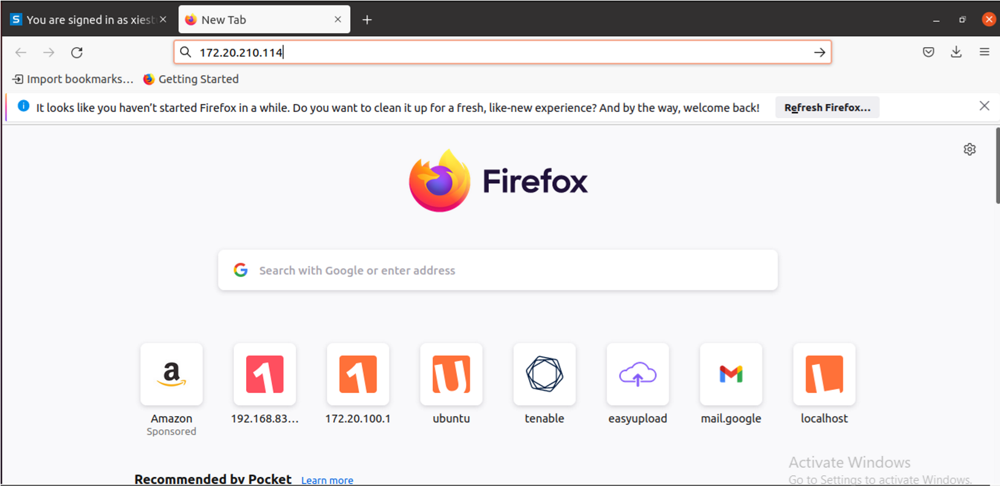 You are signed in as xiest
New Tab
172.20.210.114
Import bookmarks...
Getting Started
It looks like you haven't started Firefox in a while. Do you want to clean it up for a fresh, like-new experience? And by the way, welcome back!
Refresh Firefox...
Firefox
Search with Google or enter address
Amazon
Sponsored
192.168.83...
172.20.100.1
ubuntu
tenable
easyupload
mail.google
localhost
Activate Windows
Go to Settings to activate Windows.
Recommended by Pocket
Learn more